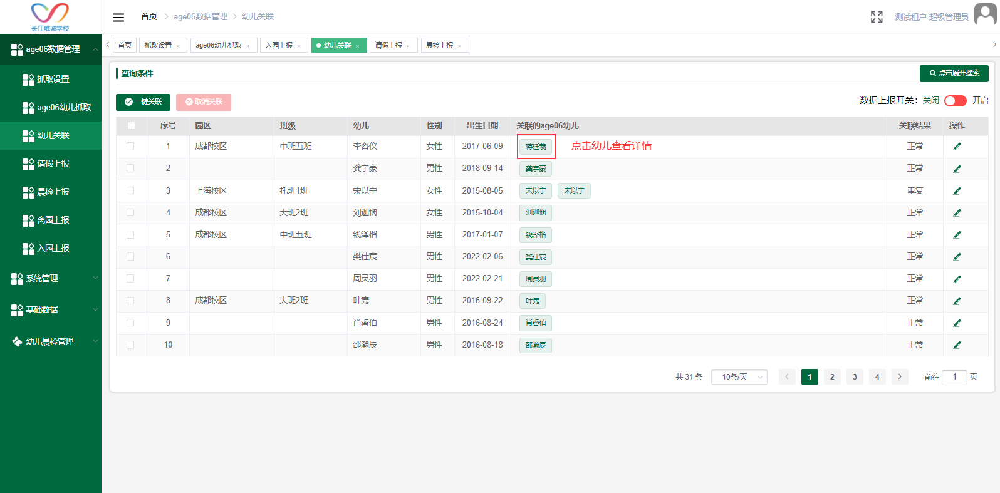 长江唯诚学校
首页 > age06数据管理 > 幼儿关联
测试租户-超级管理员
首页 抓取设置 × age06幼儿抓取 × 入园上报 × 幼儿关联 × 请假上报 × 晨检上报 ×
age06数据管理
抓取设置
age06幼儿抓取
幼儿关联
请假上报
晨检上报
离园上报
入园上报
系统管理
基础数据
幼儿晨检管理
查询条件
点击展开搜索
一键关联 取消关联
数据上报开关: 关闭 开启
序号 园区 班级 幼儿 性别 出生日期 关联的age06幼儿 关联结果 操作
1 成都校区 中班五班 李咨仪 女性 2017-06-09 蒋廷羲 点击幼儿查看详情 正常
2 龚宇豪 男性 2018-09-14 龚宇豪 正常
3 上海校区 托班1班 宋以宁 女性 2015-08-05 宋以宁 宋以宁 重复
4 成都校区 大班2班 刘迦悯 女性 2015-10-04 刘迦悯 正常
5 成都校区 中班五班 钱泽楷 男性 2017-01-07 钱泽楷 正常
6 樊仕宸 男性 2022-02-06 樊仕宸 正常
7 周灵羽 男性 2022-02-21 周灵羽 正常
8 成都校区 大班2班 叶隽 男性 2016-09-22 叶隽 正常
9 肖睿伯 男性 2016-08-24 肖睿伯 正常
10 邵瀚辰 男性 2016-08-18 邵瀚辰 正常
共 31 条 10条/页 1 2 3 4 前往 1 页